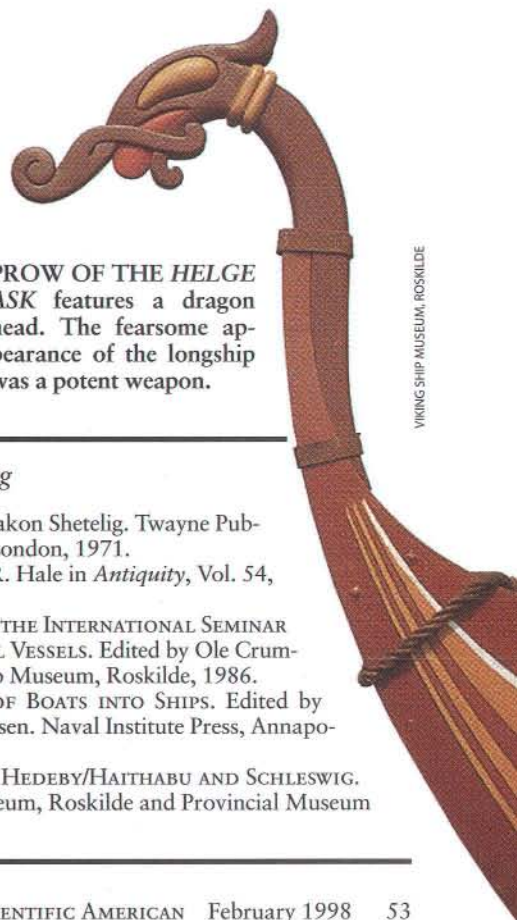 PROW OF THE HELGE
ASK features a dragon
head. The fearsome ap-
pearance of the longship
was a potent weapon.
VIKING SHIP MUSEUM, ROSKILDE
g
akon Shetelig. Twayne Pub-
ondon, 1971.
R. Hale in Antiquity, Vol. 54,
THE INTERNATIONAL SEMINAR
L VESSELS. Edited by Ole Crum-
p Museum, Roskilde, 1986.
OF BOATS INTO SHIPS. Edited by
sen. Naval Institute Press, Annapo-
HEDEBY/HAITHABU AND SCHLESWIG.
eum, Roskilde and Provincial Museum
ENTIFIC AMERICAN February 1998 53